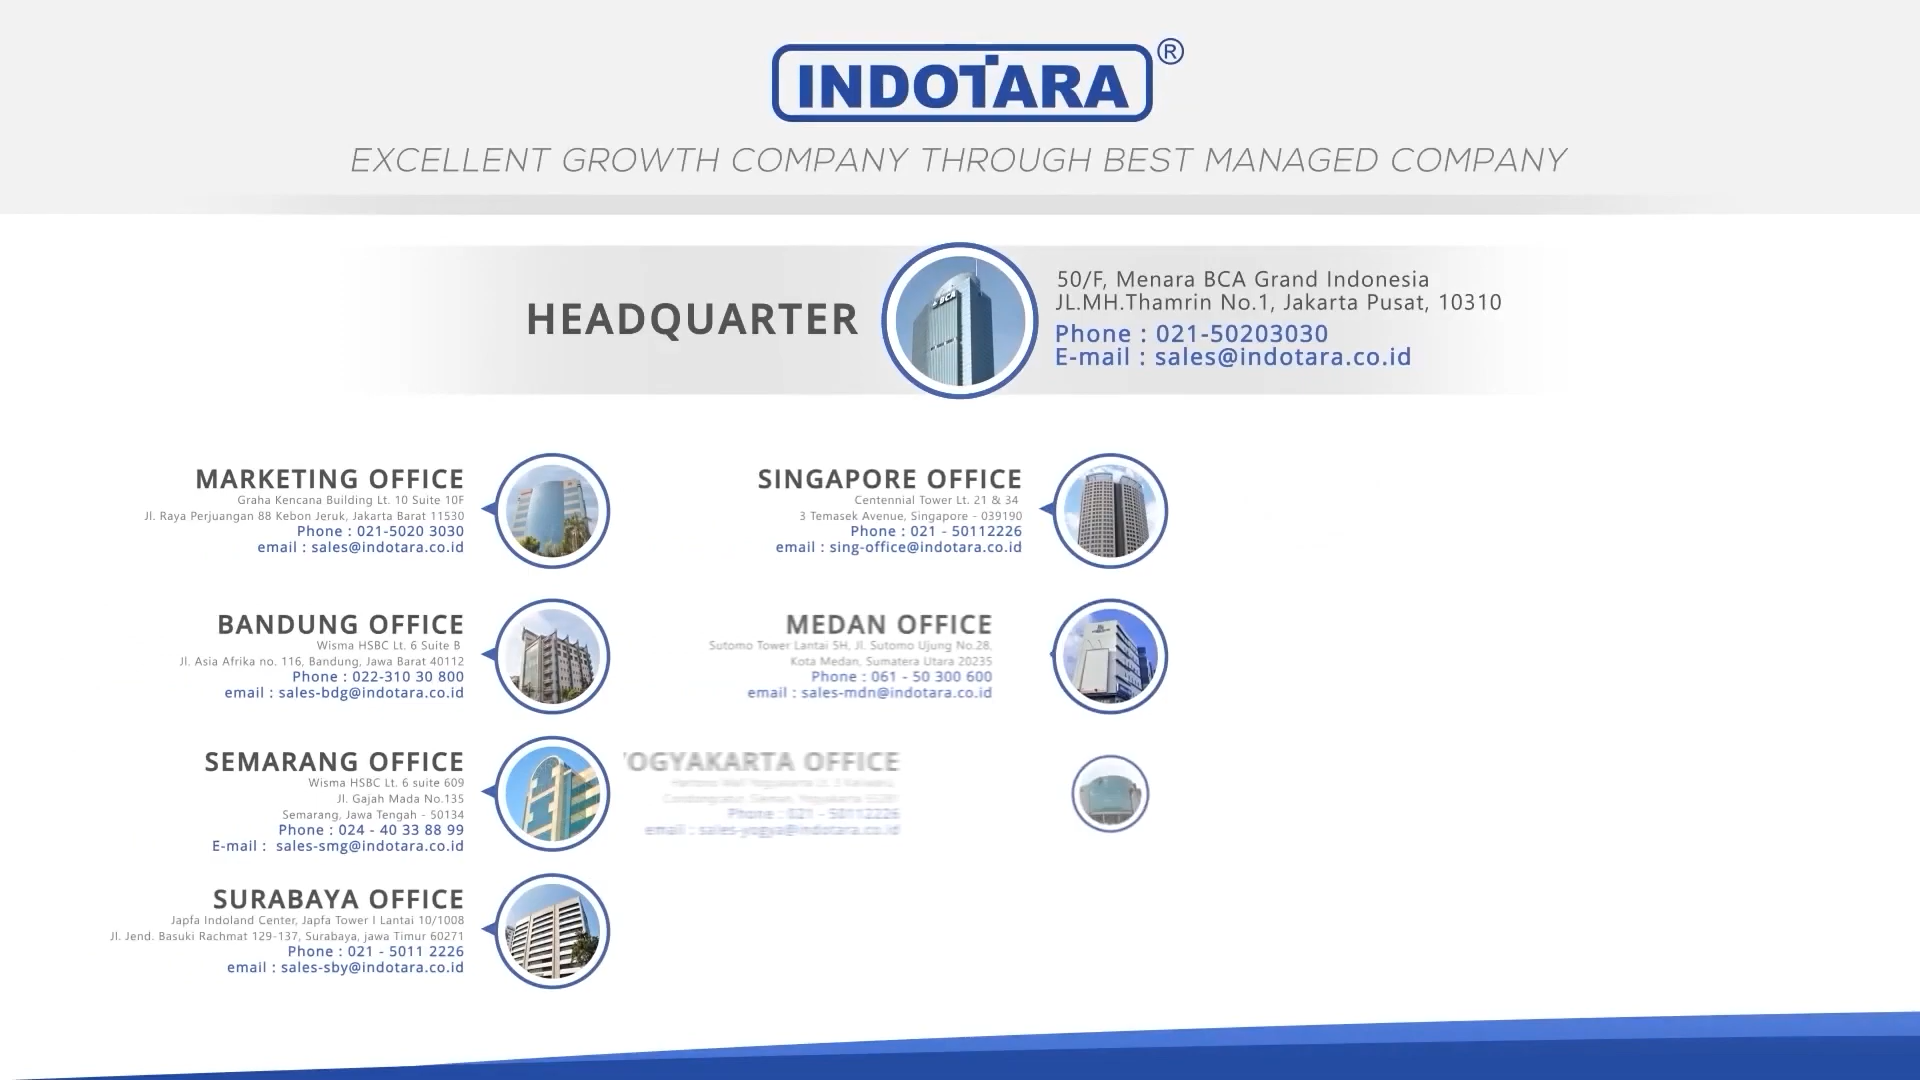 INDOTARA ®
EXCELLENT GROWTH COMPANY THROUGH BEST MANAGED COMPANY
HEADQUARTER
BCA
50/F, Menara BCA Grand Indonesia
JL.MH.Thamrin No.1, Jakarta Pusat, 10310
Phone : 021-50203030
E-mail : sales@indotara.co.id
MARKETING OFFICE
Graha Kencana Building Lt. 10 Suite 10F
Jl. Raya Perjuangan 88 Kebon Jeruk, Jakarta Barat 11530
Phone : 021-5020 3030
email : sales@indotara.co.id
BANDUNG OFFICE
Wisma HSBC Lt. 6 Suite B
Jl. Asia Afrika no. 116, Bandung, Jawa Barat 40112
Phone : 022-310 30 800
email : sales-bdg@indotara.co.id
SEMARANG OFFICE
Wisma HSBC Lt. 6 suite 609
Jl. Gajah Mada No.135
Semarang, Jawa Tengah - 50134
Phone : 024 - 40 33 88 99
E-mail : sales-smg@indotara.co.id
SURABAYA OFFICE
Japfa Indoland Center, Japfa Tower I Lantai 10/1008
Jl. Jend. Basuki Rachmat 129-137, Surabaya, jawa Timur 60271
Phone : 021 - 5011 2226
email : sales-sby@indotara.co.id
SINGAPORE OFFICE
Centennial Tower Lt. 21 & 34
3 Temasek Avenue, Singapore - 039190
Phone : 021 - 50112226
email : sing-office@indotara.co.id
MEDAN OFFICE
Sutomo Tower Lantai 5H, Jl. Sutomo Ujung No.28,
Kota Medan, Sumatera Utara 20235
Phone : 061 - 50 300 600
email : sales-mdn@indotara.co.id
YOGYAKARTA OFFICE
Phone : 021 - 50112226
email : sales-yogya@indotara.co.id